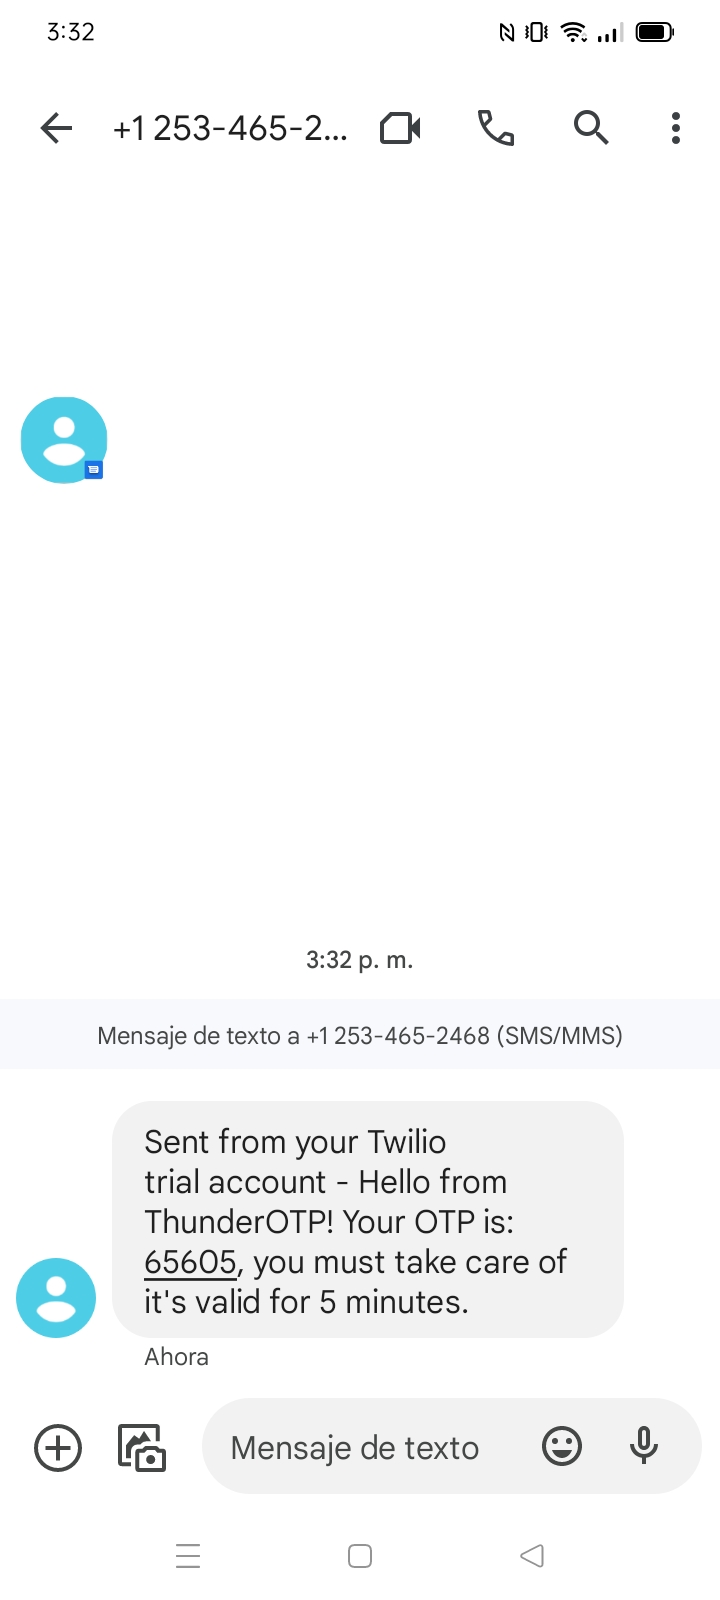 3:32
+1 253-465-2...
3:32 p. m.
Mensaje de texto a +1 253-465-2468 (SMS/MMS)
Sent from your Twilio
trial account - Hello from
ThunderOTP! Your OTP is:
65605, you must take care of
it's valid for 5 minutes.
Ahora
Mensaje de texto